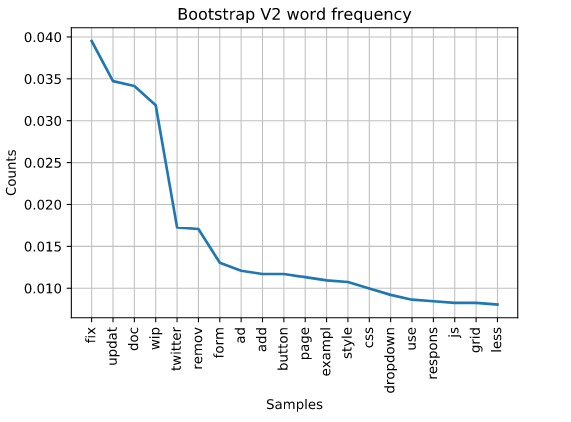 Bootstrap V2 word frequency
0.040
0.035
0.030
0.025
0.020
0.015
0.010
Counts
fix
updat
doc
wip
twitter
remov
form
ad
add
button
page
exampl
style
css
dropdown
use
respons
js
grid
less
Samples